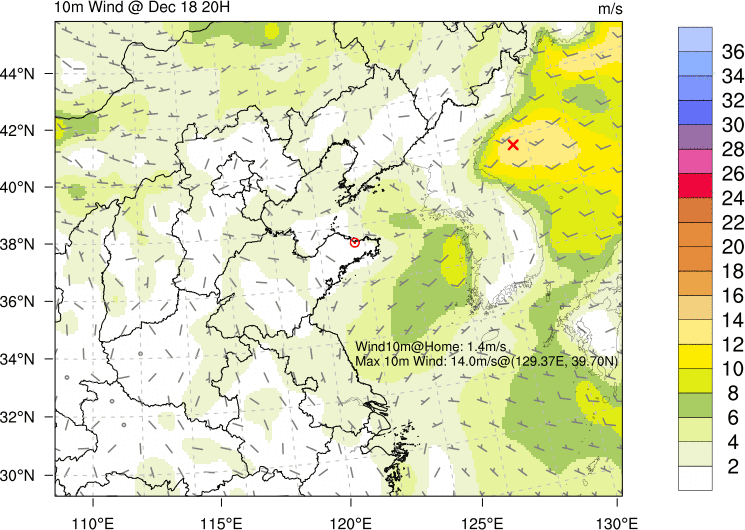 10m Wind @ Dec 18 20H
m/s
44°N
42°N
40°N
38°N
36°N
34°N
32°N
30°N
110°E
115°E
120°E
125°E
130°E
Wind10m@Home: 1.4m/s
Max 10m Wind: 14.0m/s@(129.37E, 39.70N)
36
34
32
30
28
26
24
22
20
18
16
14
12
10
8
6
4
2